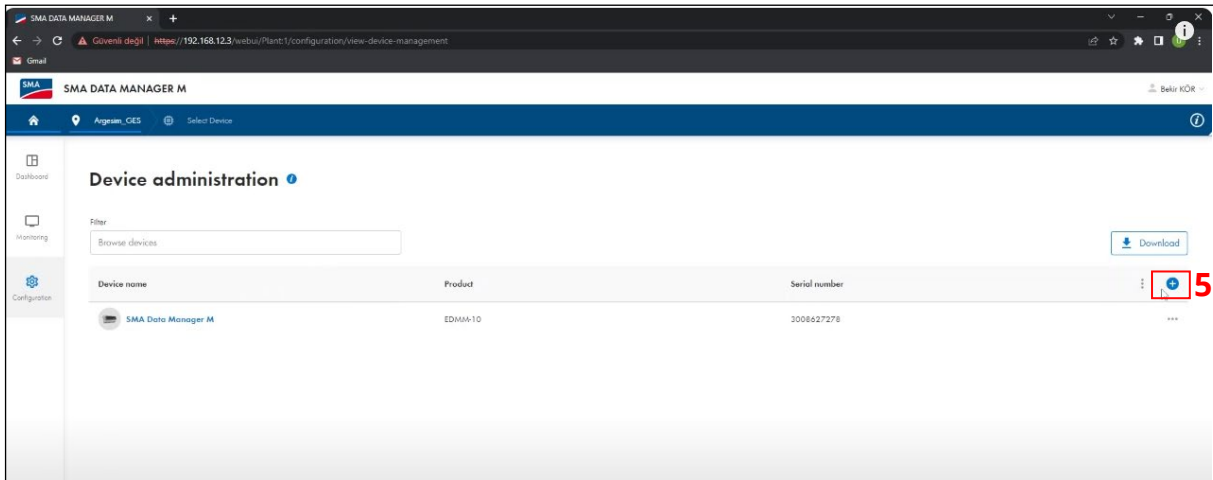 SMA DATA MANAGER M
Güvenli değil | https://192.168.12.3/webui/Plant:1/configuration/view-device-management
Gmail
SMA
SMA DATA MANAGER M
Bekir KÖR
Argesim_GES
Select Device
Dashboard
Device administration
Monitoring
Filter
Browse devices
Download
Configuration
Device name Product Serial number
5
SMA Data Manager M EDMM-10 3008627278